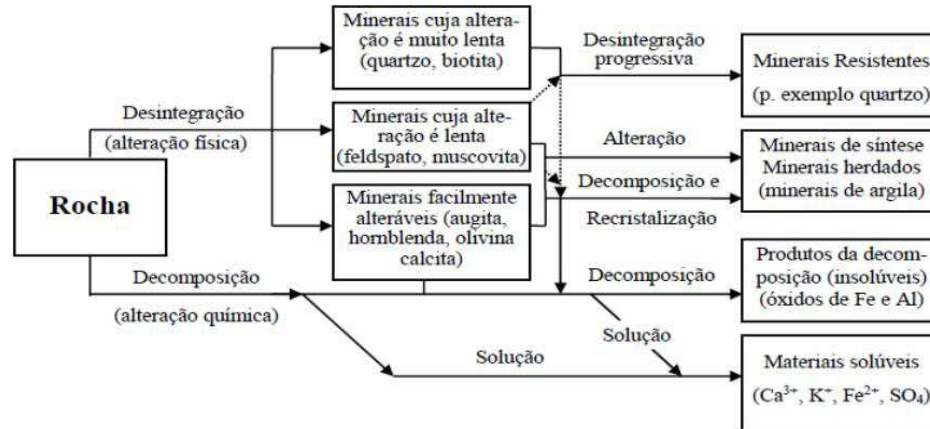 Rocha
Desintegração
(alteração física)
Decomposição
(alteração química)
Minerais cuja altera-
ção é muito lenta
(quartzo, biotita)
Minerais cuja alte-
ração é lenta
(feldspato, muscovita)
Minerais facilmente
alteráveis (augita,
hornblenda, olivina
calcita)
Desintegração
progressiva
Alteração
Decomposição e
Recristalização
Decomposição
Solução
Solução
Minerais Resistentes
(p. exemplo quartzo)
Minerais de síntese
Minerais herdados
(minerais de argila)
Produtos da decom-
posição (insolúveis)
(óxidos de Fe e Al)
Materiais solúveis
(Ca³⁺, K⁺, Fe²⁺, SO₄)